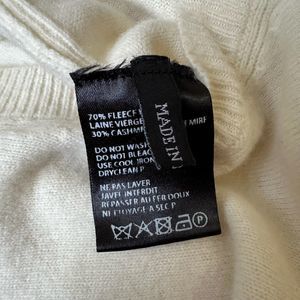 MADE IN
70% FLEECE
LAINE VIERGE
30% CASHM
DO NOT WASH
DO NOT BLEAC
USE COOL IRON
DRYCLEAN P
NE PAS LAVER
JAVEL INTERDIT
REPASSER A FER DOUX
NETTOYAGE A SEC P
P